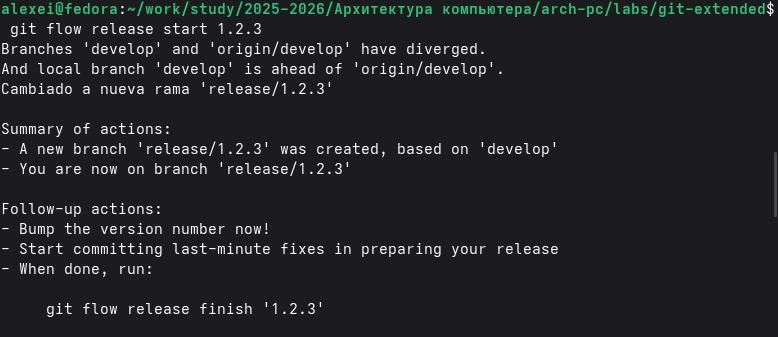 alexei@fedora:~/work/study/2025-2026/Архитектура компьютера/arch-pc/labs/git-extended$
git flow release start 1.2.3
Branches 'develop' and 'origin/develop' have diverged.
And local branch 'develop' is ahead of 'origin/develop'.
Cambiado a nueva rama 'release/1.2.3'
Summary of actions:
- A new branch 'release/1.2.3' was created, based on 'develop'
- You are now on branch 'release/1.2.3'
Follow-up actions:
- Bump the version number now!
- Start committing last-minute fixes in preparing your release
- When done, run:
git flow release finish '1.2.3'